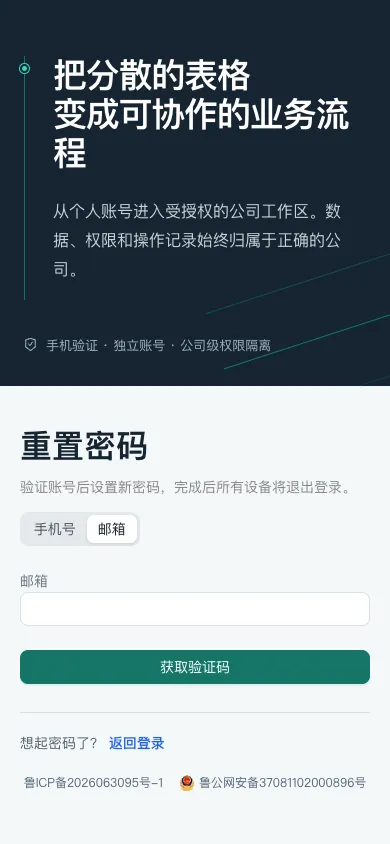 把分散的表格
变成可协作的业务流
程
从个人账号进入受授权的公司工作区。数
据、权限和操作记录始终归属于正确的公
司。
手机验证 · 独立账号 · 公司级权限隔离
重置密码
验证账号后设置新密码，完成后所有设备将退出登录。
手机号 邮箱
邮箱
获取验证码
想起密码了？ 返回登录
鲁ICP备2026063095号-1 鲁公网安备37081102000896号